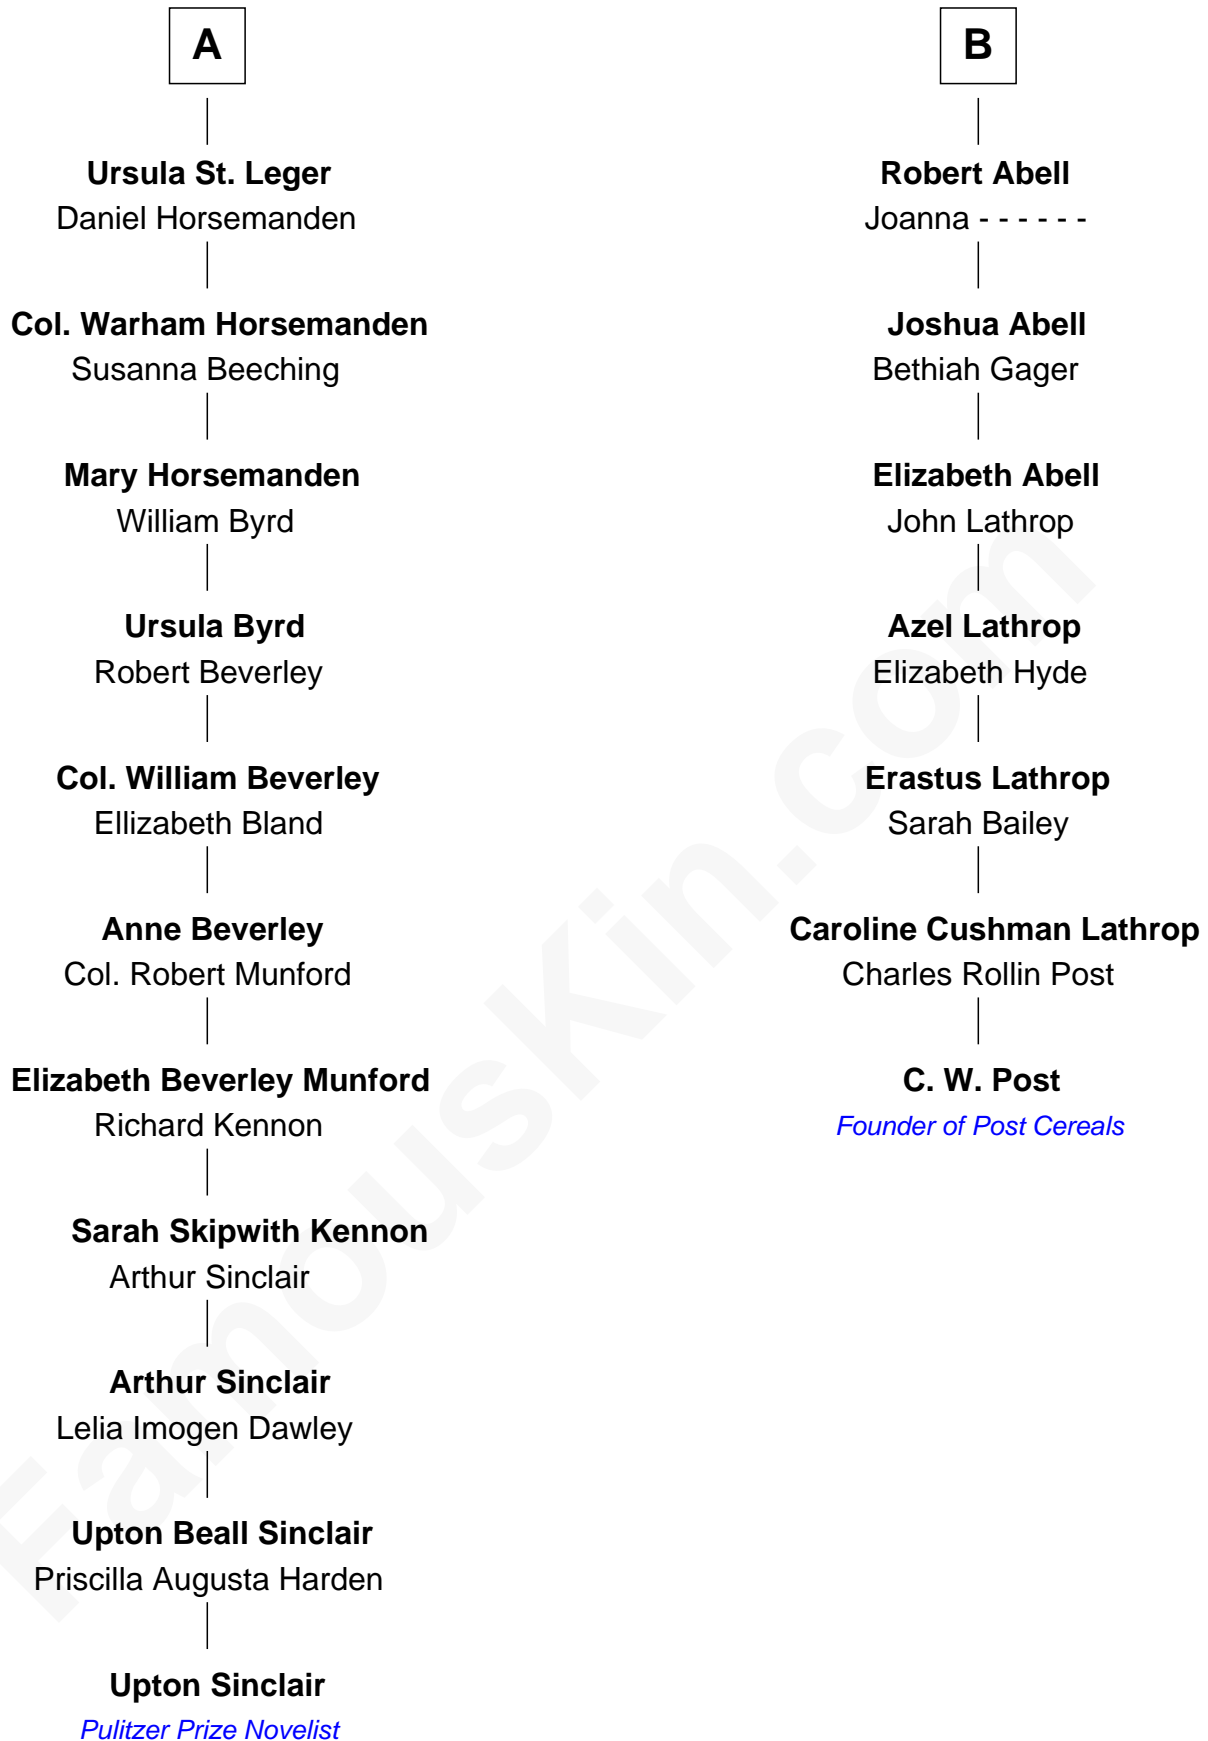 A
Ursula St. Leger
Daniel Horsemanden
Col. Warham Horsemanden
Susanna Beeching
Mary Horsemanden
William Byrd
Ursula Byrd
Robert Beverley
Col. William Beverley
Ellizabeth Bland
Anne Beverley
Col. Robert Munford
Elizabeth Beverley Munford
Richard Kennon
Sarah Skipwith Kennon
Arthur Sinclair
Arthur Sinclair
Lelia Imogen Dawley
Upton Beall Sinclair
Priscilla Augusta Harden
Upton Sinclair
Pulitzer Prize Novelist
B
Robert Abell
Joanna - - - - - -
Joshua Abell
Bethiah Gager
Elizabeth Abell
John Lathrop
Azel Lathrop
Elizabeth Hyde
Erastus Lathrop
Sarah Bailey
Caroline Cushman Lathrop
Charles Rollin Post
C. W. Post
Founder of Post Cereals
FamousKin.com